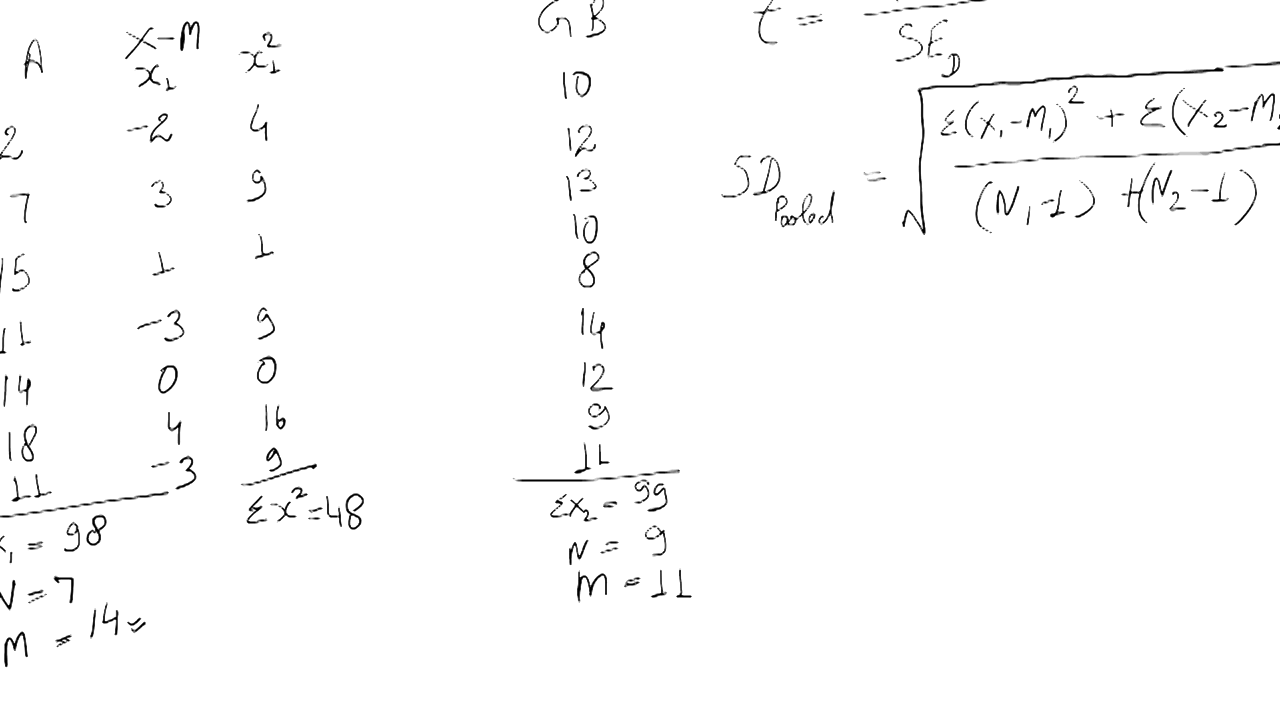 A X-M x₁²
x₁
2 -2 4
7 3 9
15 1 1
11 -3 9
14 0 0
18 4 16
11 -3 9
x₁ = 98 Σx²=48
N = 7
M = 14
GB
10
12
13
10
8
14
12
9
11
Σx₂ = 99
N = 9
M = 11
t = 
SE_D
SD_Pooled = √ Σ(X₁-M₁)² + Σ(X₂-M₂
(N₁-1) + (N₂-1)